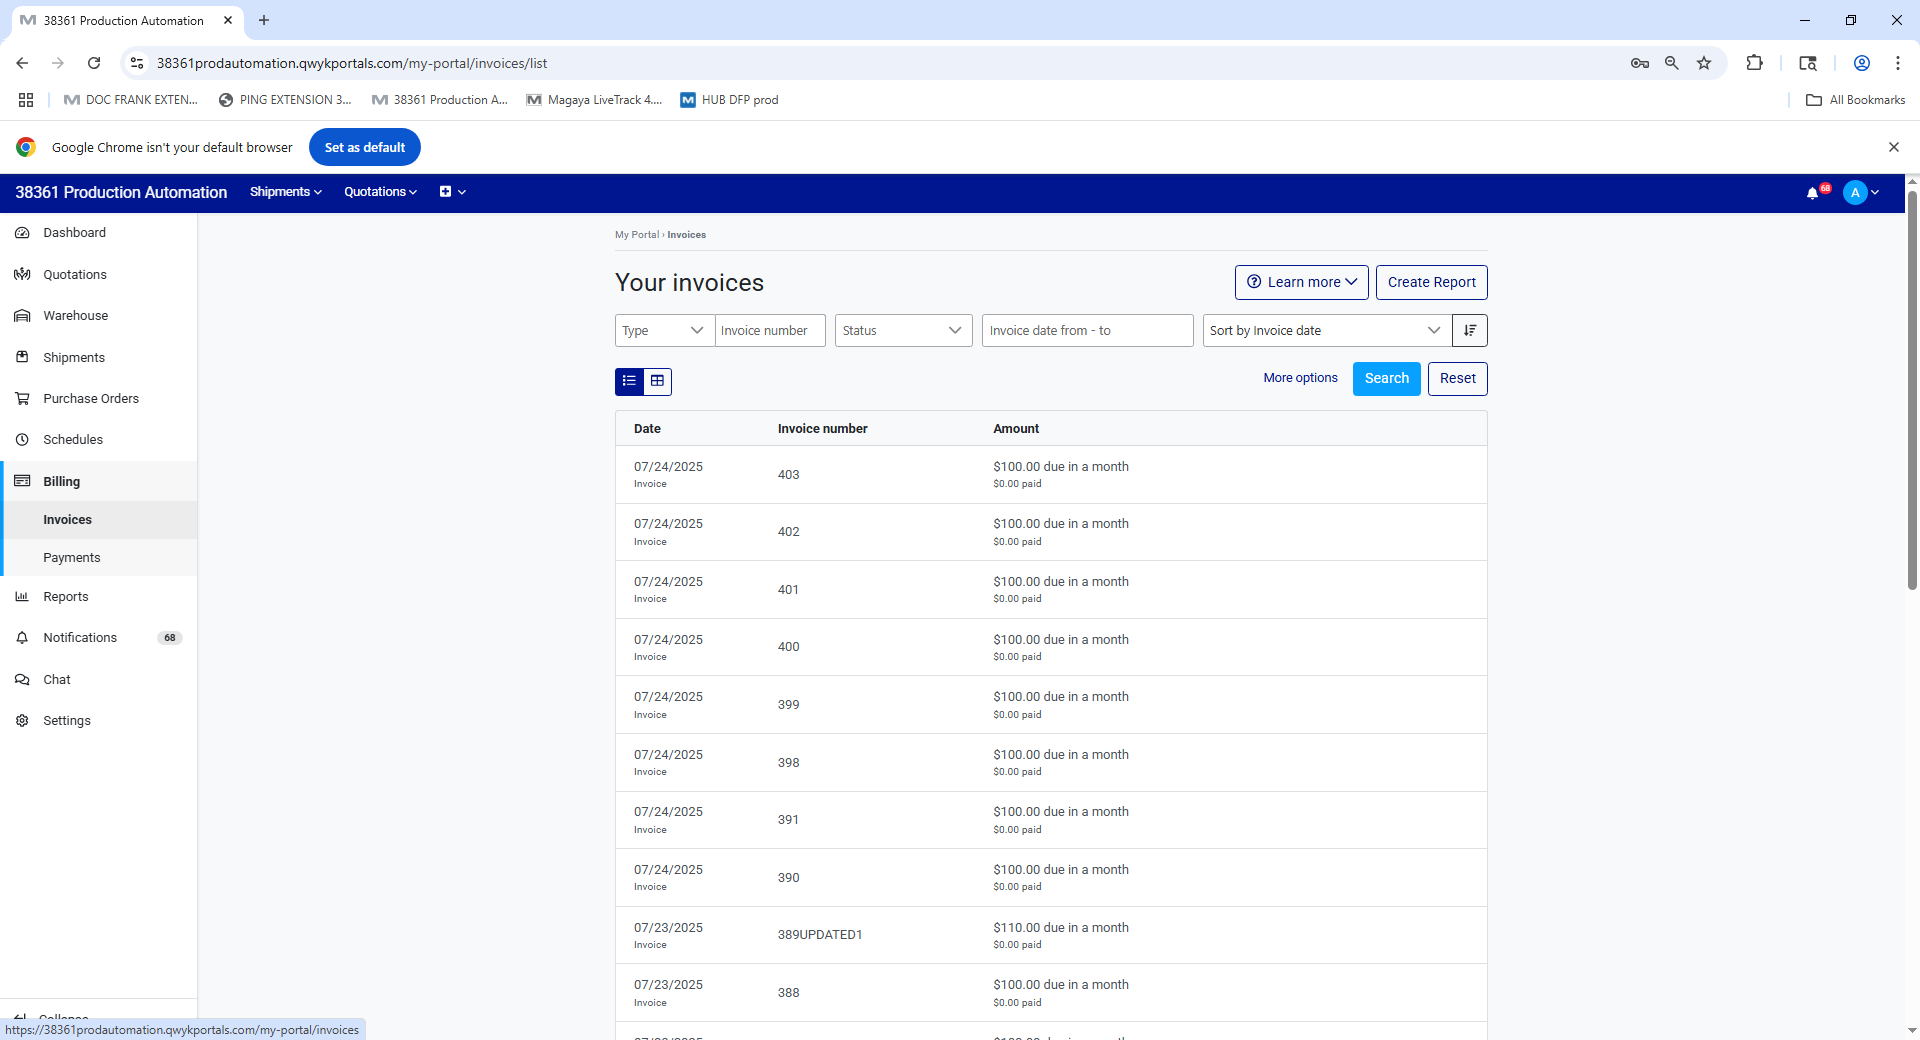 38361 Production Automation
38361prodautomation.qwykportals.com/my-portal/invoices/list
DOC FRANK EXTEN...
PING EXTENSION 3...
38361 Production A...
Magaya LiveTrack 4....
HUB DFP prod
All Bookmarks
Google Chrome isn't your default browser
Set as default
38361 Production Automation
Shipments
Quotations
68
A
Dashboard
Quotations
Warehouse
Shipments
Purchase Orders
Schedules
Billing
Invoices
Payments
Reports
Notifications 68
Chat
Settings
Collapse
https://38361prodautomation.qwykportals.com/my-portal/invoices
My Portal › Invoices
Your invoices
Learn more
Create Report
Type
Invoice number
Status
Invoice date from - to
Sort by Invoice date
More options
Search
Reset
Date Invoice number Amount
07/24/2025 403 $100.00 due in a month
Invoice $0.00 paid
07/24/2025 402 $100.00 due in a month
Invoice $0.00 paid
07/24/2025 401 $100.00 due in a month
Invoice $0.00 paid
07/24/2025 400 $100.00 due in a month
Invoice $0.00 paid
07/24/2025 399 $100.00 due in a month
Invoice $0.00 paid
07/24/2025 398 $100.00 due in a month
Invoice $0.00 paid
07/24/2025 391 $100.00 due in a month
Invoice $0.00 paid
07/24/2025 390 $100.00 due in a month
Invoice $0.00 paid
07/23/2025 389UPDATED1 $110.00 due in a month
Invoice $0.00 paid
07/23/2025 388 $100.00 due in a month
Invoice $0.00 paid